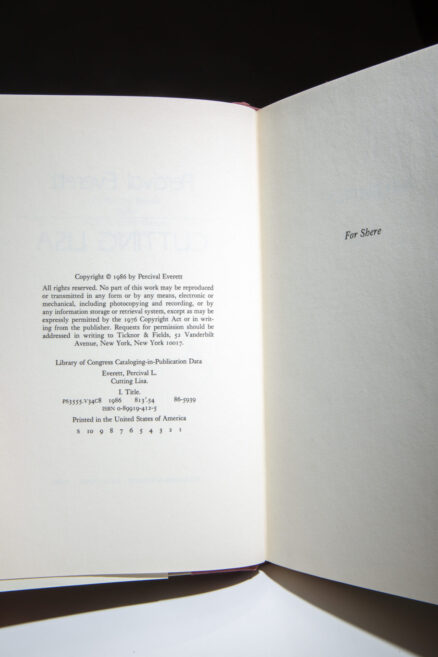 Copyright © 1986 by Percival Everett
All rights reserved. No part of this work may be reproduced
or transmitted in any form or by any means, electronic or
mechanical, including photocopying and recording, or by
any information storage or retrieval system, except as may be
expressly permitted by the 1976 Copyright Act or in writ-
ing from the publisher. Requests for permission should be
addressed in writing to Ticknor & Fields, 52 Vanderbilt
Avenue, New York, New York 10017.
Library of Congress Cataloging-in-Publication Data
Everett, Percival L.
Cutting Lisa.
I. Title.
PS3555.V34C8 1986 813'.54 86-5939
ISBN 0-89919-412-5
Printed in the United States of America
S 10 9 8 7 6 5 4 3 2 1
For Shere